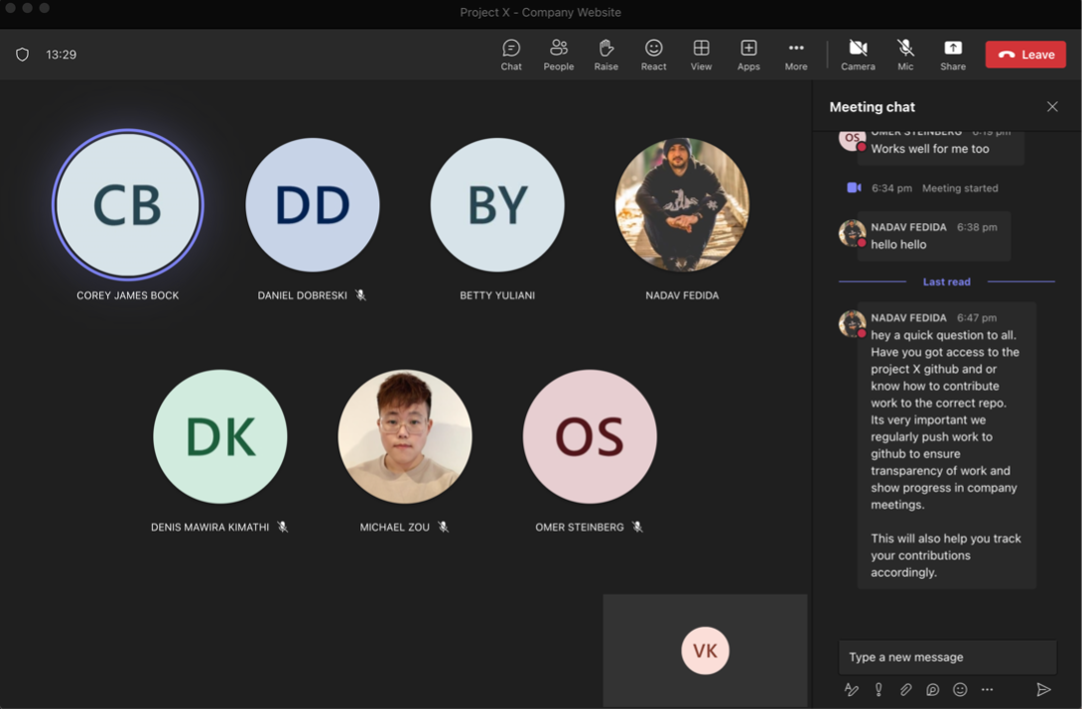 Project X - Company Website
13:29
Chat
People
Raise
React
View
Apps
More
Camera
Mic
Share
Leave
CB
COREY JAMES BOCK
DD
DANIEL DOBRESKI
BY
BETTY YULIANI
NADAV FEDIDA
DK
DENIS MAWIRA KIMATHI
MICHAEL ZOU
OS
OMER STEINBERG
VK
Meeting chat
OS
OMER STEINBERG 6:19 pm
Works well for me too
6:34 pm Meeting started
NADAV FEDIDA 6:38 pm
hello hello
Last read
NADAV FEDIDA 6:47 pm
hey a quick question to all.
Have you got access to the
project X github and or
know how to contribute
work to the correct repo.
Its very important we
regularly push work to
github to ensure
transparency of work and
show progress in company
meetings.
This will also help you track
your contributions
accordingly.
Type a new message